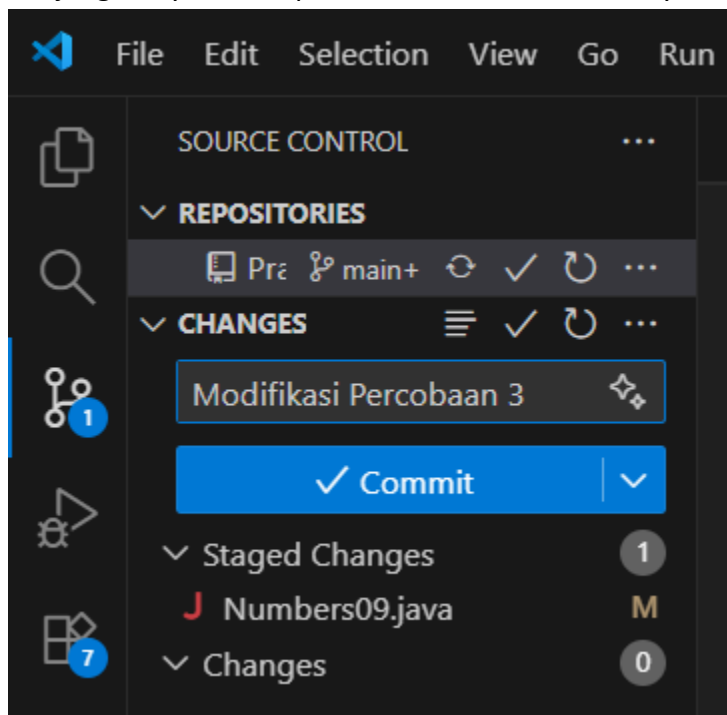 File Edit Selection View Go Run
SOURCE CONTROL
REPOSITORIES
main+
CHANGES
Modifikasi Percobaan 3
1
Commit
Staged Changes 1
J Numbers09.java M
7
Changes 0